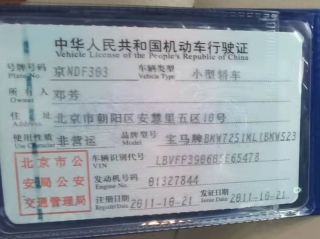 中华人民共和国机动车行驶证
Vehicle License of the People's Republic of China
号牌号码 京NDF383 车辆类型 小型轿车
Plate No. Vehicle Type
所有人 邓芳
Owner
住址 北京市朝阳区安慧里五区10号
Address
使用性质 非营运 品牌型号 宝马牌BMW7251ML(BMW523
Use Character
北京市公 车辆识别代号
VIN
安局公安 发动机号码 01327844
Engine No.
交通管理局 注册日期 2011-10-21 发证日期 2011-10-21
Register Date Issue Date